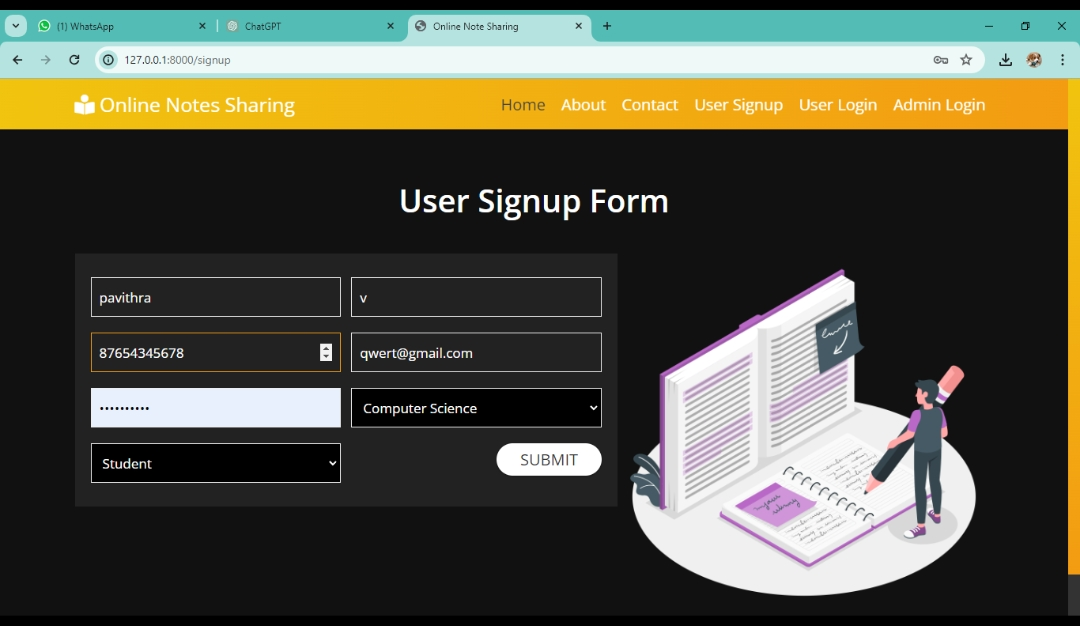 (1) WhatsApp
ChatGPT
Online Note Sharing
127.0.0.1:8000/signup
Online Notes Sharing
Home About Contact User Signup User Login Admin Login
User Signup Form
pavithra
v
87654345678
qwert@gmail.com
••••••••••
Computer Science
Student
SUBMIT